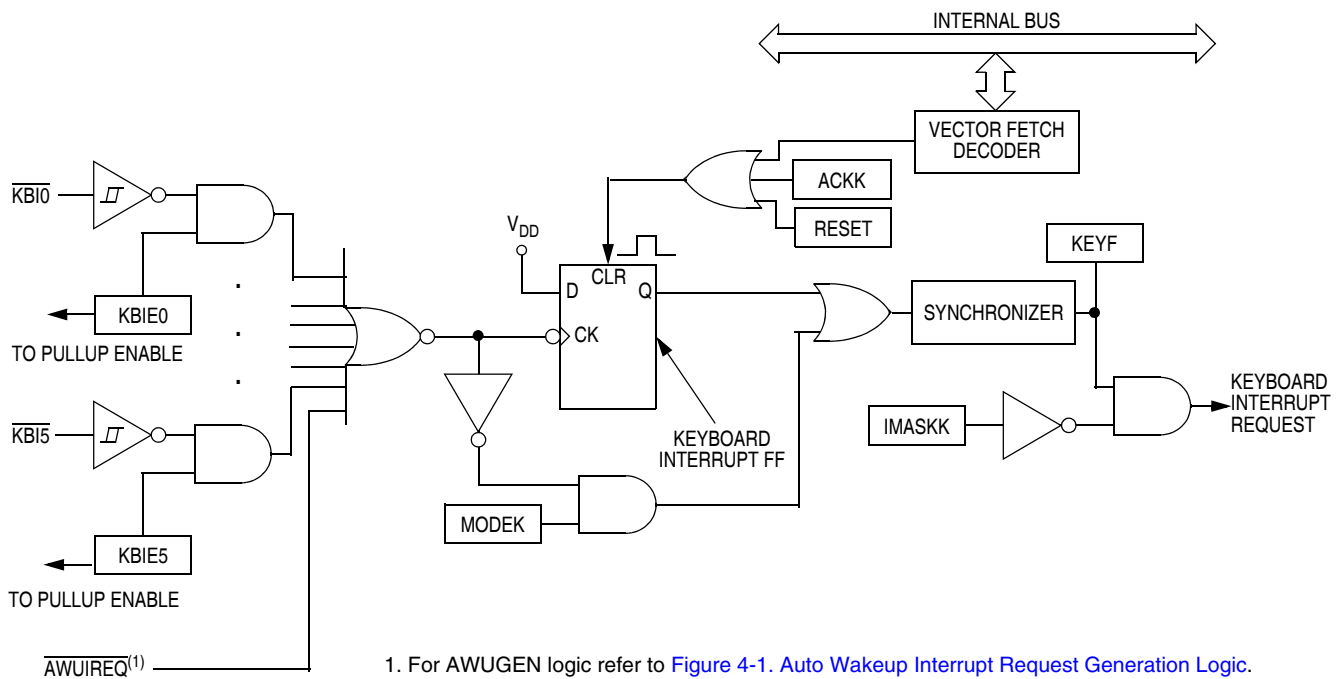 INTERNAL BUS
VECTOR FETCH
DECODER
ACKK
RESET
KBI0
VDD
KEYF
CLR
D
Q
CK
KBIE0
SYNCHRONIZER
TO PULLUP ENABLE
KBI5
KEYBOARD
INTERRUPT
REQUEST
IMASKK
KEYBOARD
INTERRUPT FF
MODEK
KBIE5
TO PULLUP ENABLE
AWUIREQ(1)
1. For AWUGEN logic refer to Figure 4-1. Auto Wakeup Interrupt Request Generation Logic.